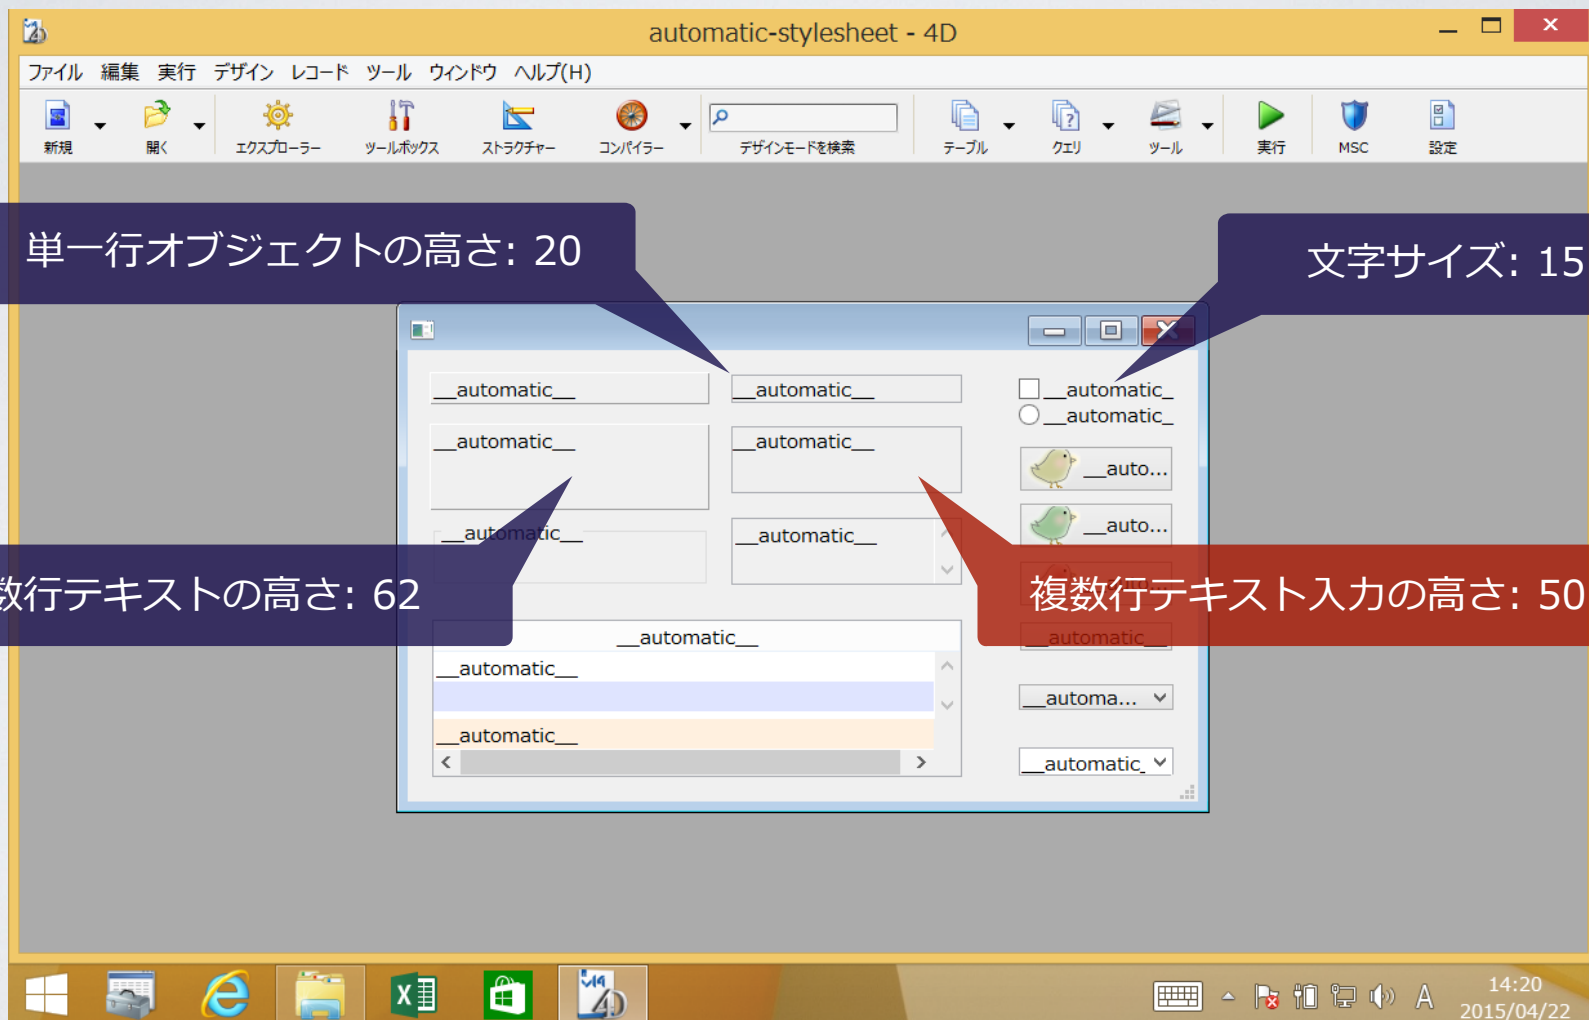 automatic-stylesheet - 4D
ファイル 編集 実行 デザイン レコード ツール ウィンドウ ヘルプ(H)
新規 開く エクスプローラー ツールボックス ストラクチャー コンパイラー デザインモードを検索 テーブル クエリ ツール 実行 MSC 設定
単一行オブジェクトの高さ: 20
文字サイズ: 15
__automatic__ __automatic__ __automatic_
__automatic_
__automatic__ __automatic__
__auto...
__auto...
__automatic__ __automatic__
数行テキストの高さ: 62
複数行テキスト入力の高さ: 50
__automatic__ __automatic__
__automatic__
__automa...
__automatic__
__automatic_
14:20
A
2015/04/22